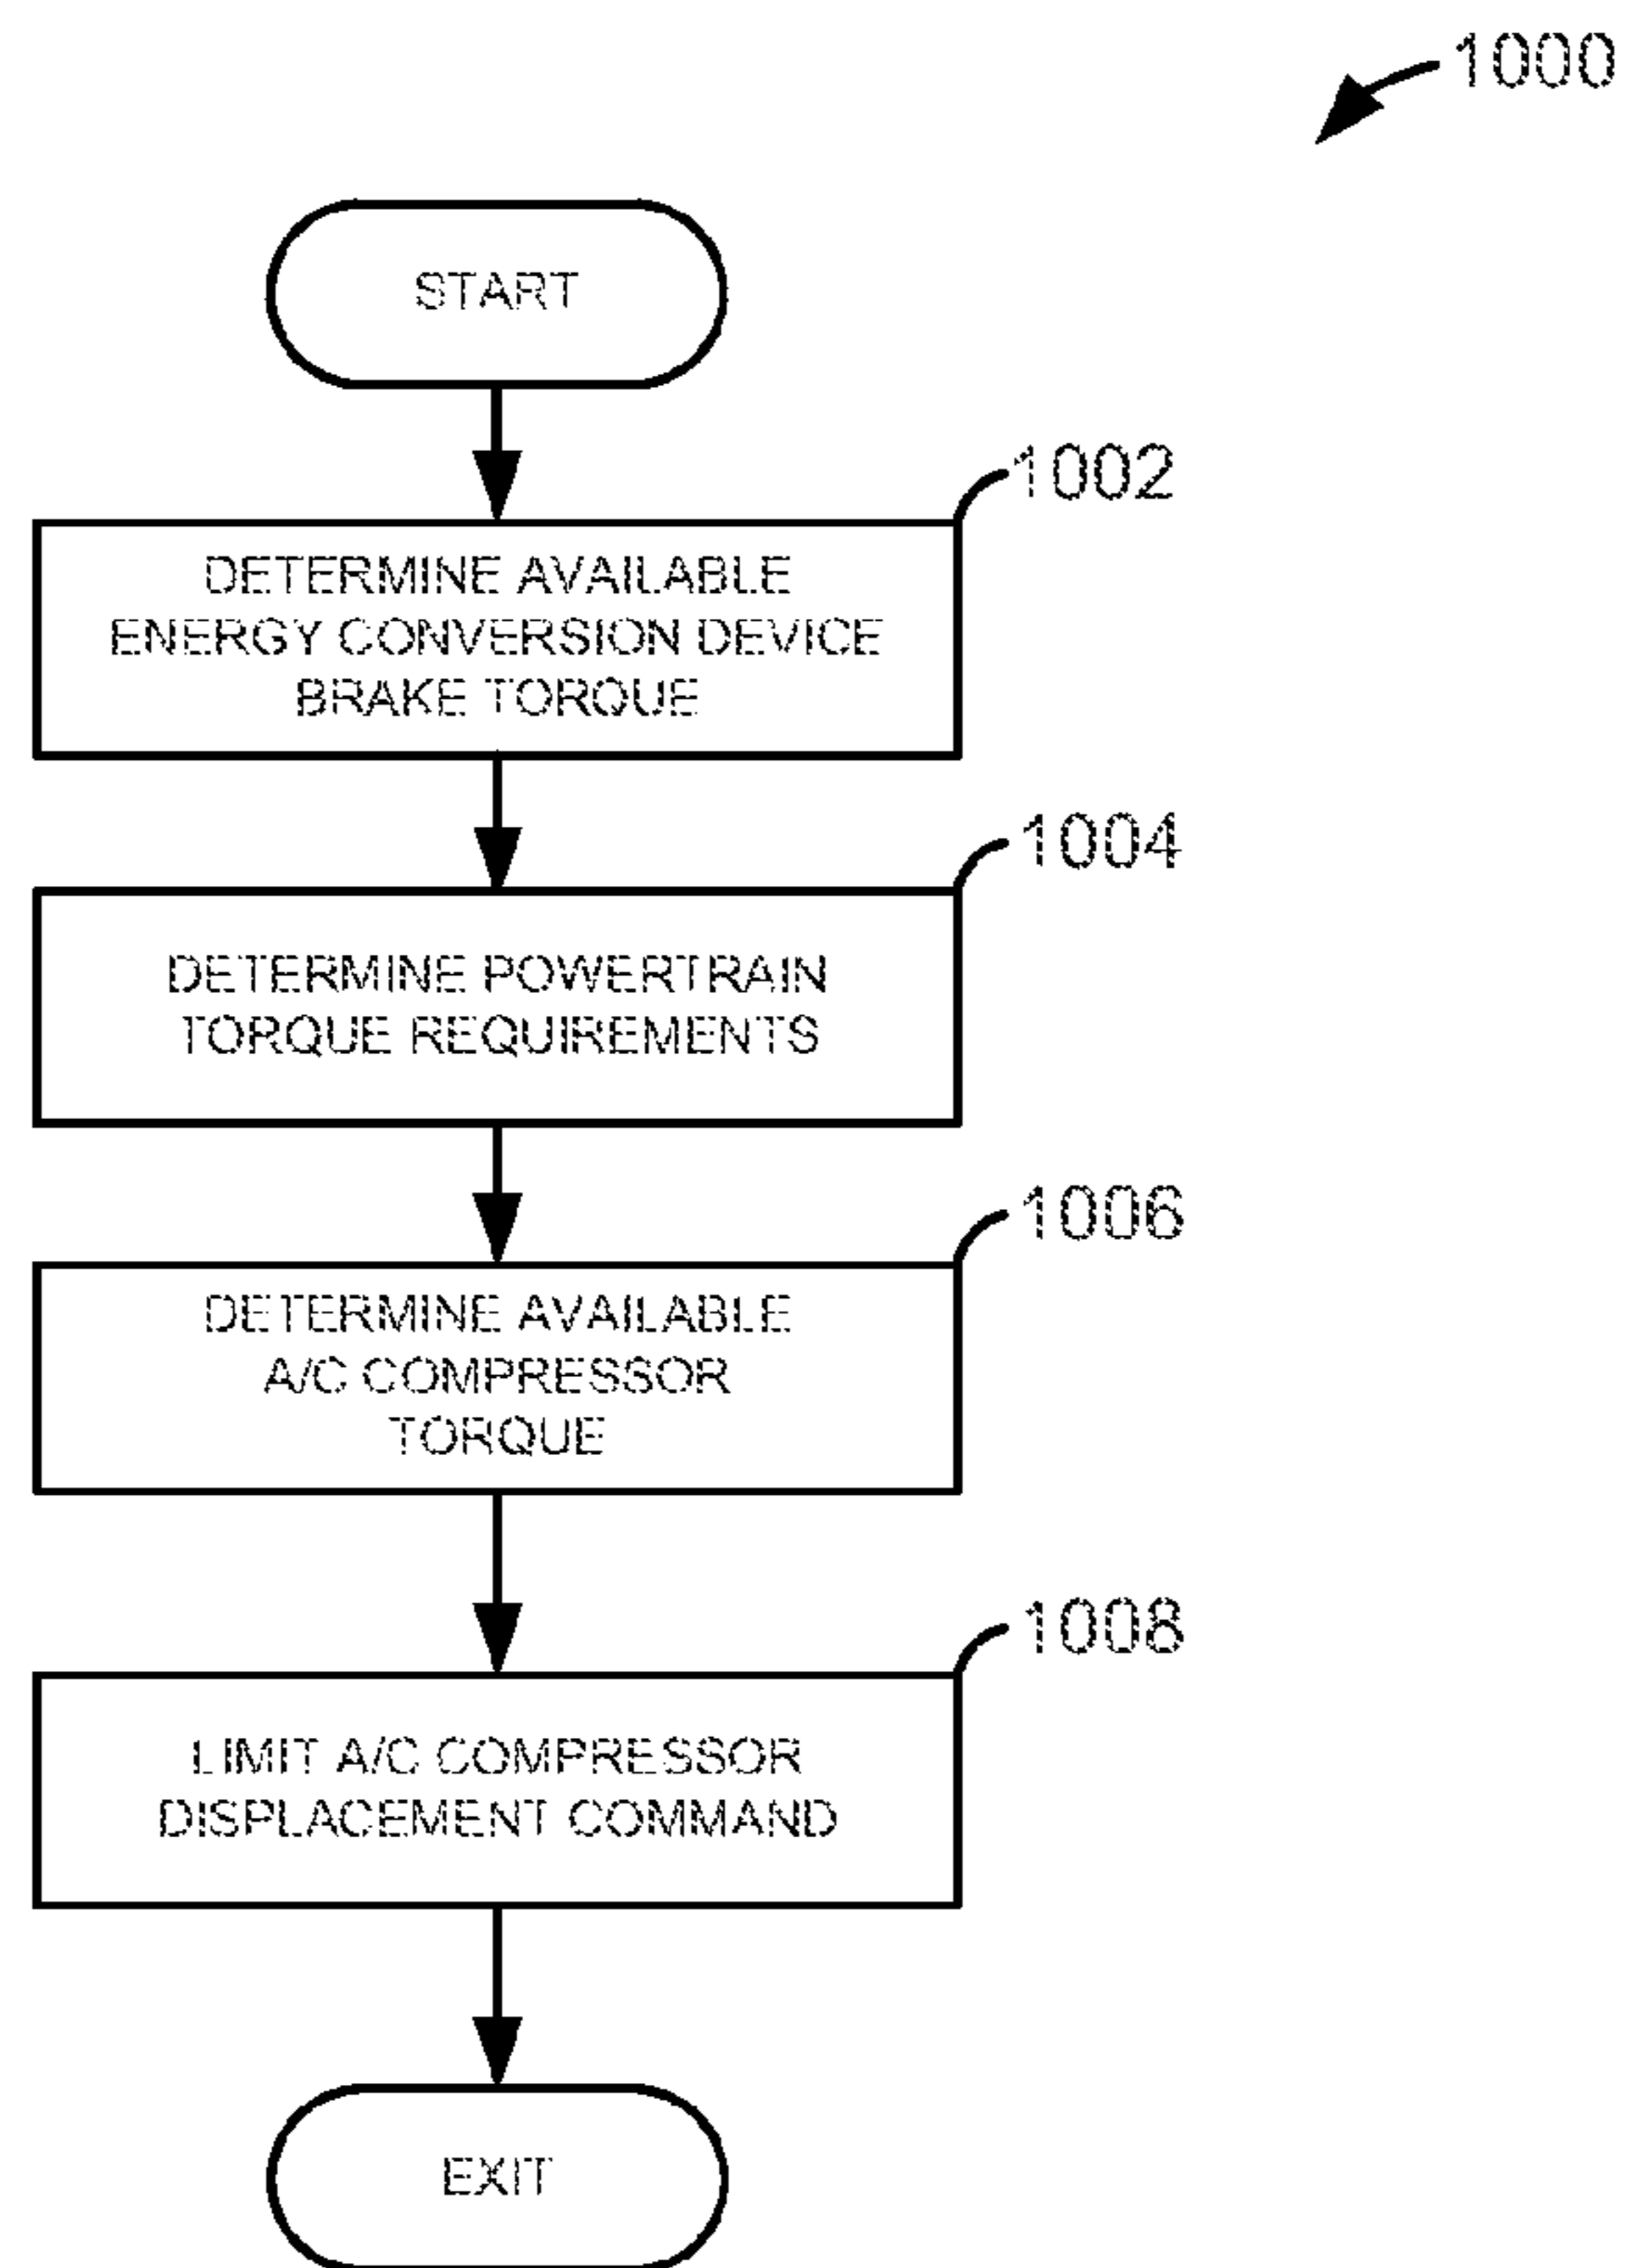 1000
START
1002
DETERMINE AVAILABLE
ENERGY CONVERSION DEVICE
BRAKE TORQUE
1004
DETERMINE POWERTRAIN
TORQUE REQUIREMENTS
1006
DETERMINE AVAILABLE
A/C COMPRESSOR
TORQUE
1008
LIMIT A/C COMPRESSOR
DISPLACEMENT COMMAND
EXIT